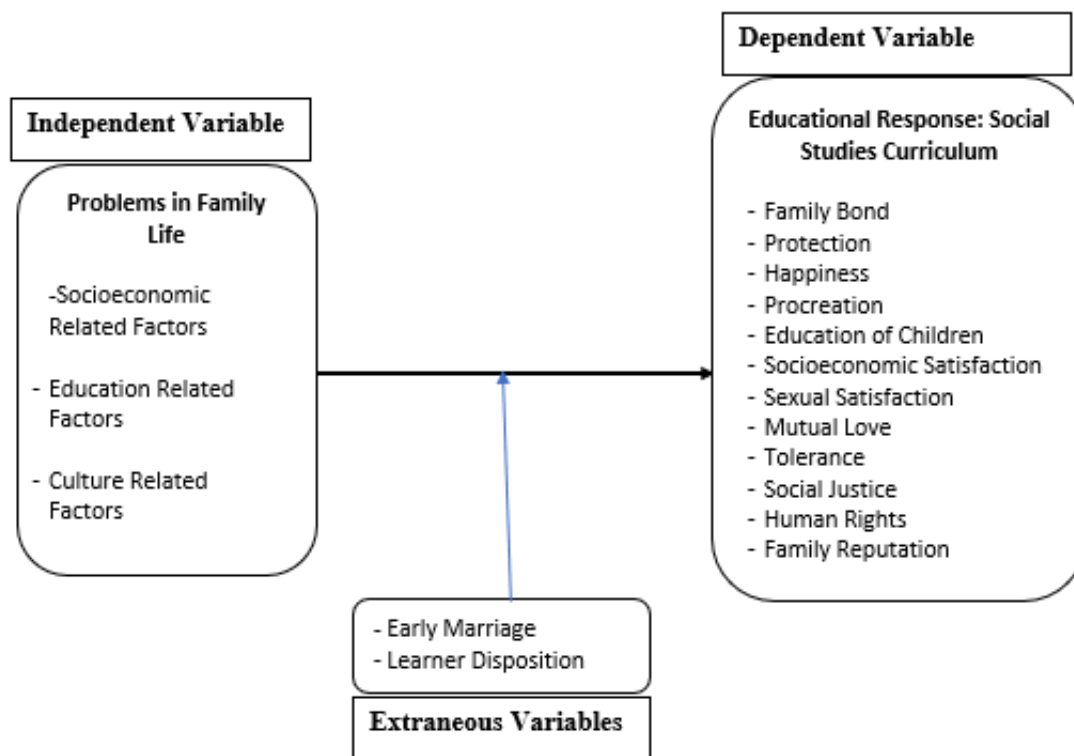 Independent Variable
Problems in Family
Life
-Socioeconomic
Related Factors
- Education Related
Factors
- Culture Related
Factors
Dependent Variable
Educational Response: Social
Studies Curriculum
- Family Bond
- Protection
- Happiness
- Procreation
- Education of Children
- Socioeconomic Satisfaction
- Sexual Satisfaction
- Mutual Love
- Tolerance
- Social Justice
- Human Rights
- Family Reputation
- Early Marriage
- Learner Disposition
Extraneous Variables